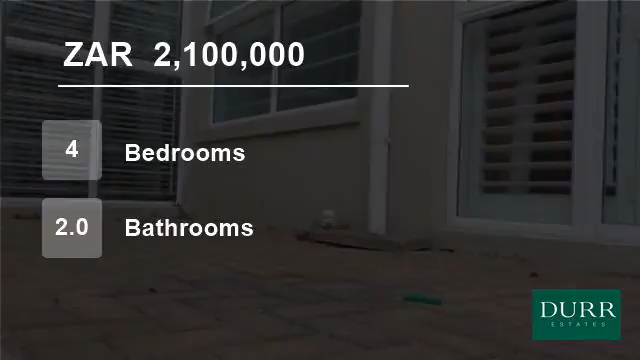 ZAR 2,100,000
4 Bedrooms
2.0 Bathrooms
DURR
ESTATES